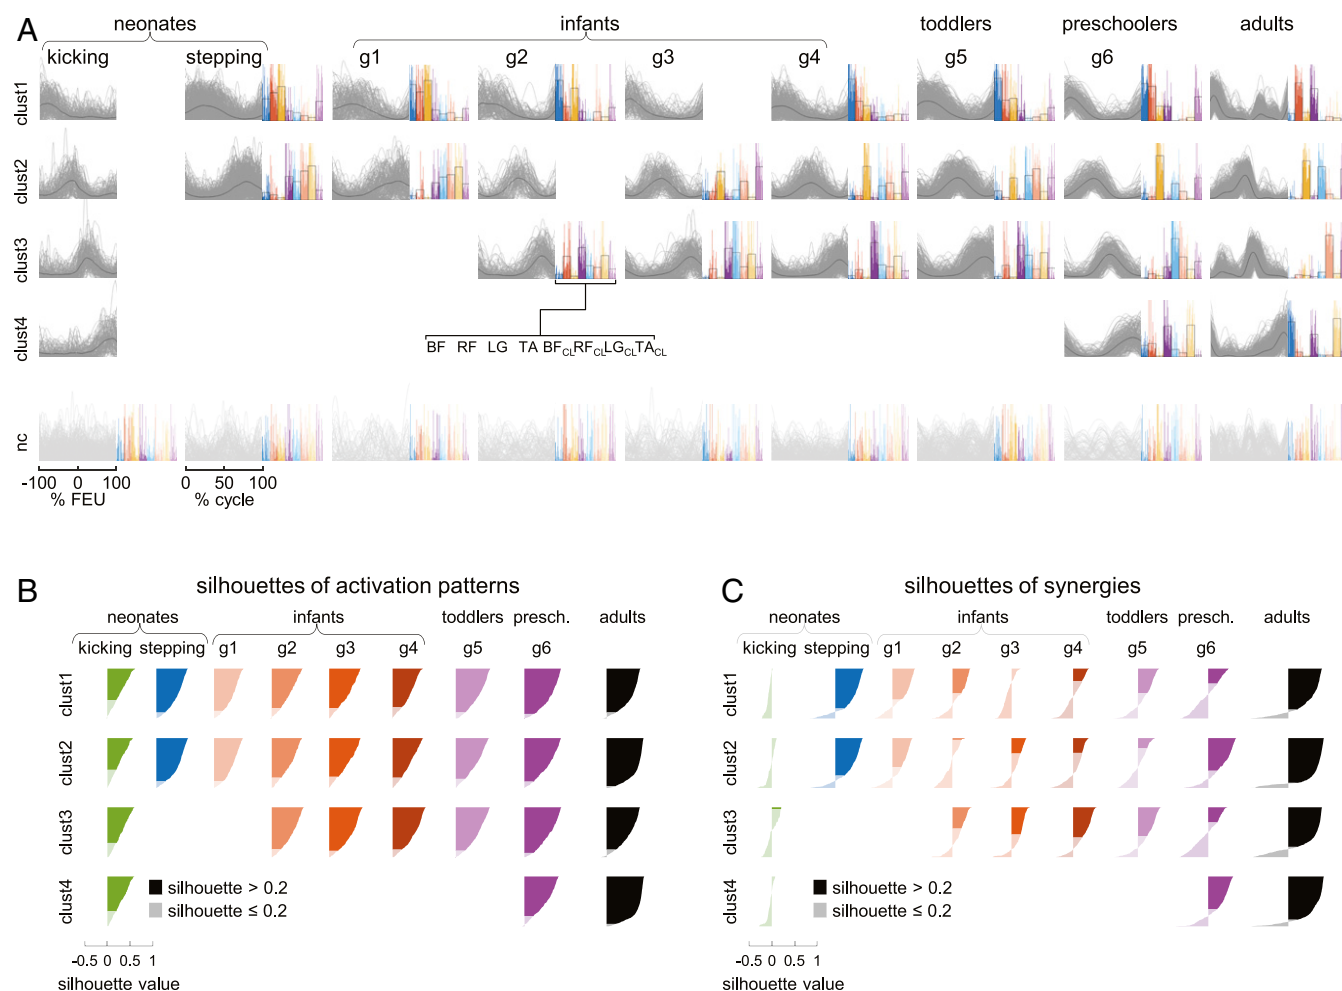 A
neonates infants toddlers preschoolers adults
kicking stepping g1 g2 g3 g4 g5 g6
clust1
clust2
clust3
clust4
BF RF LG TA BFCL RFCL LGCL TACL
nc
-100 0 100 0 50 100
% FEU % cycle
B silhouettes of activation patterns
neonates infants toddlers presch. adults
kicking stepping g1 g2 g3 g4 g5 g6
clust1
clust2
clust3
clust4
silhouette > 0.2
silhouette ≤ 0.2
-0.5 0 0.5 1
silhouette value
C silhouettes of synergies
neonates infants toddlers presch. adults
kicking stepping g1 g2 g3 g4 g5 g6
clust1
clust2
clust3
clust4
silhouette > 0.2
silhouette ≤ 0.2
-0.5 0 0.5 1
silhouette value